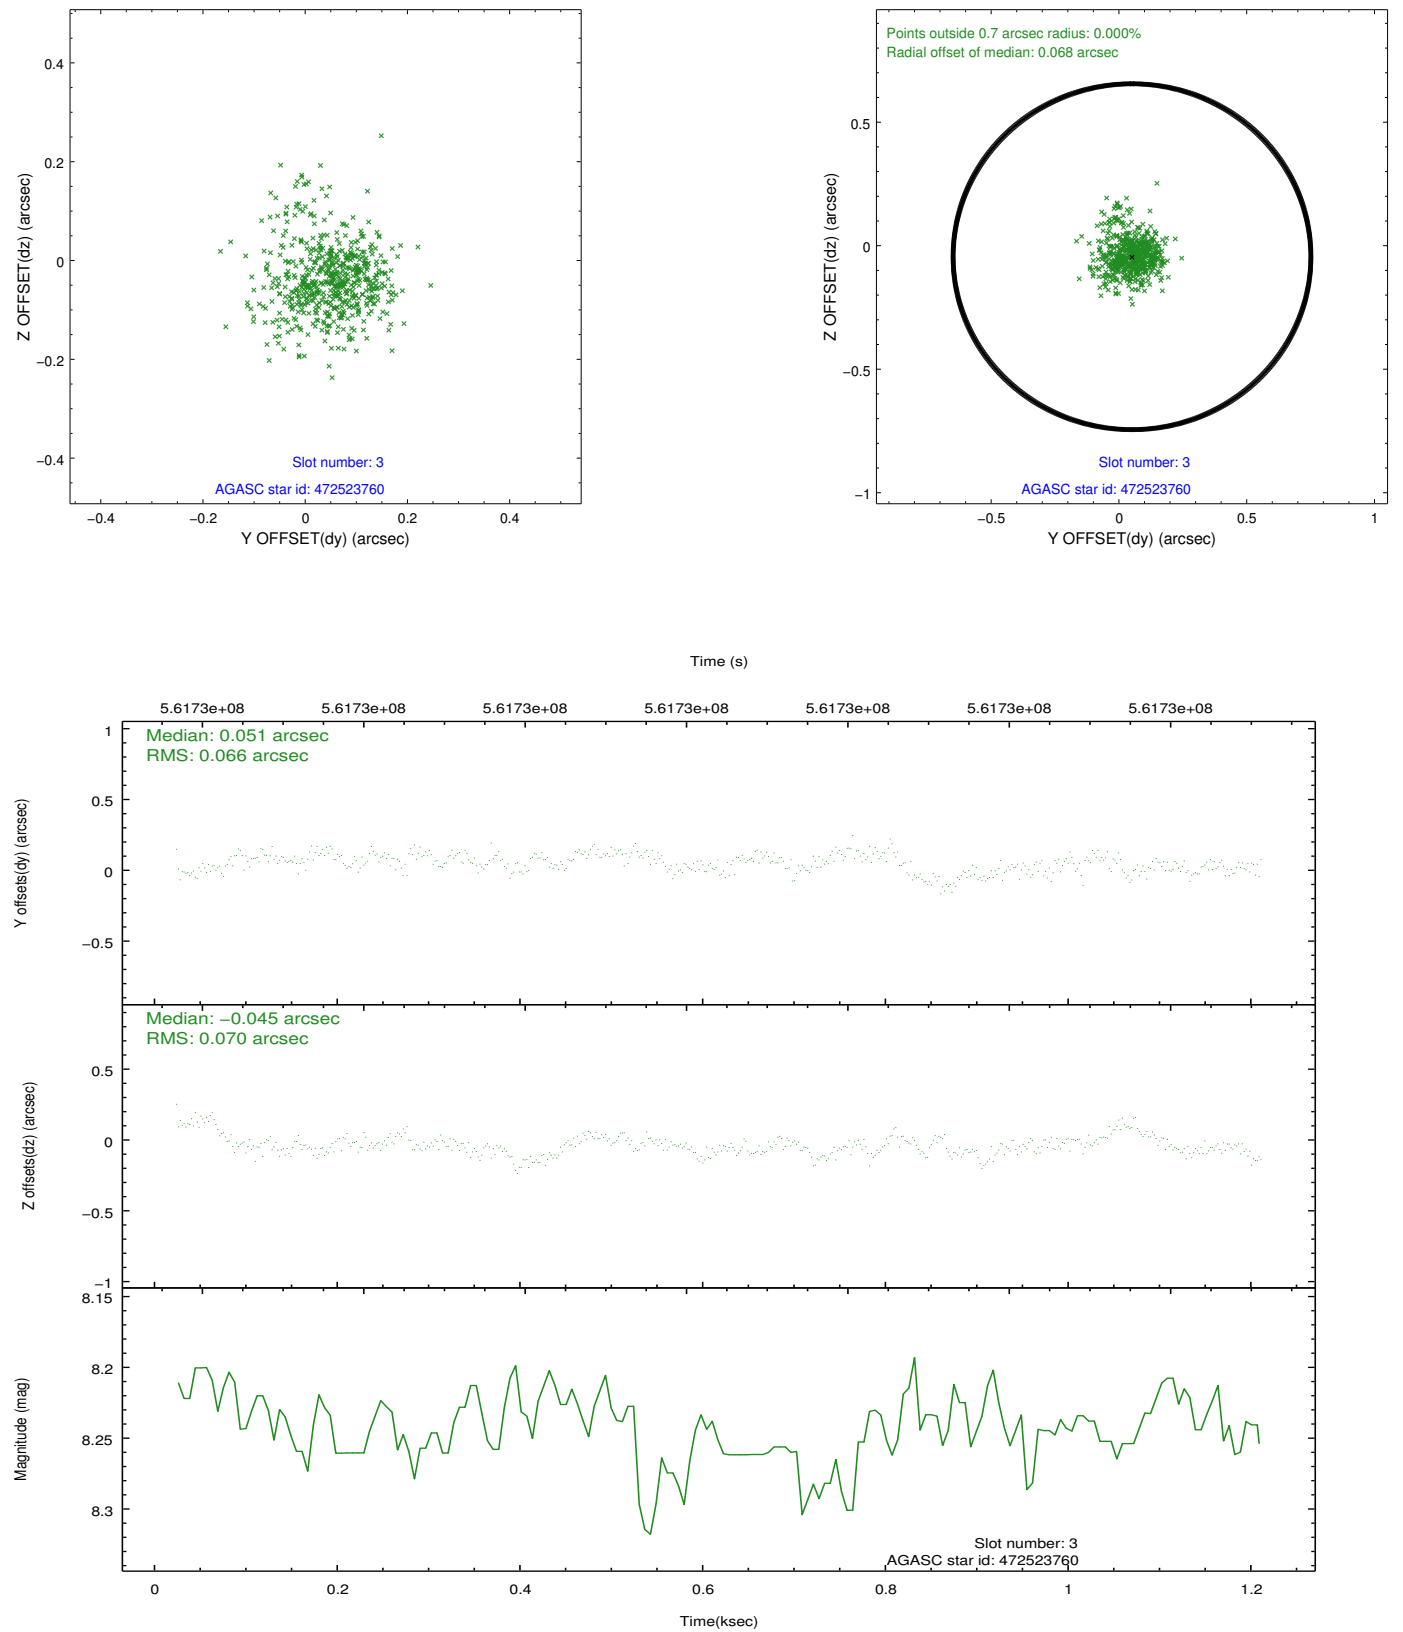 0.4
0.2
0
−0.2
−0.4
Z OFFSET(dz) (arcsec)
Slot number: 3
AGASC star id: 472523760
−0.4 −0.2 0 0.2 0.4
Y OFFSET(dy) (arcsec)
Points outside 0.7 arcsec radius: 0.000%
Radial offset of median: 0.068 arcsec
0.5
0
−0.5
−1
Z OFFSET(dz) (arcsec)
Slot number: 3
AGASC star id: 472523760
−0.5 0 0.5 1
Y OFFSET(dy) (arcsec)
Time (s)
5.6173e+08 5.6173e+08 5.6173e+08 5.6173e+08 5.6173e+08 5.6173e+08 5.6173e+08
Median: 0.051 arcsec
RMS: 0.066 arcsec
1
0.5
0
−0.5
Y offsets(dy) (arcsec)
Median: −0.045 arcsec
RMS: 0.070 arcsec
0.5
0
−0.5
−1
Z offsets(dz) (arcsec)
8.15
8.2
8.25
8.3
Magnitude (mag)
Slot number: 3
AGASC star id: 472523760
0 0.2 0.4 0.6 0.8 1 1.2
Time(ksec)